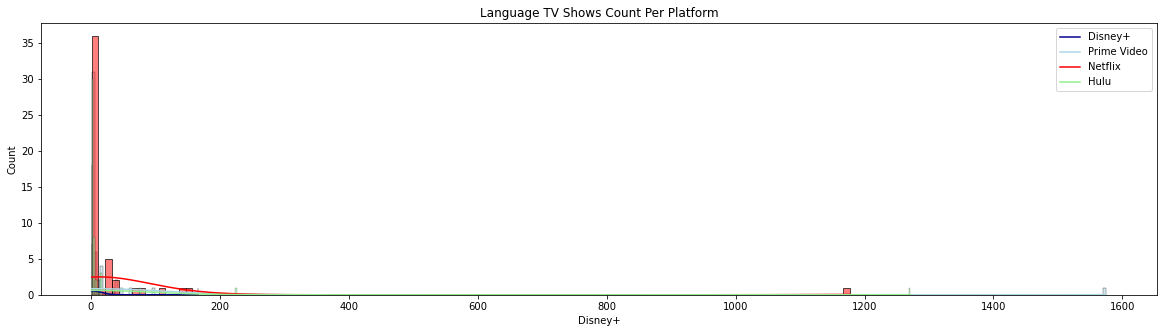 Language TV Shows Count Per Platform
Disney+
Prime Video
Netflix
Hulu
Count
35
30
25
20
15
10
5
0
0 200 400 600 800 1000 1200 1400 1600
Disney+